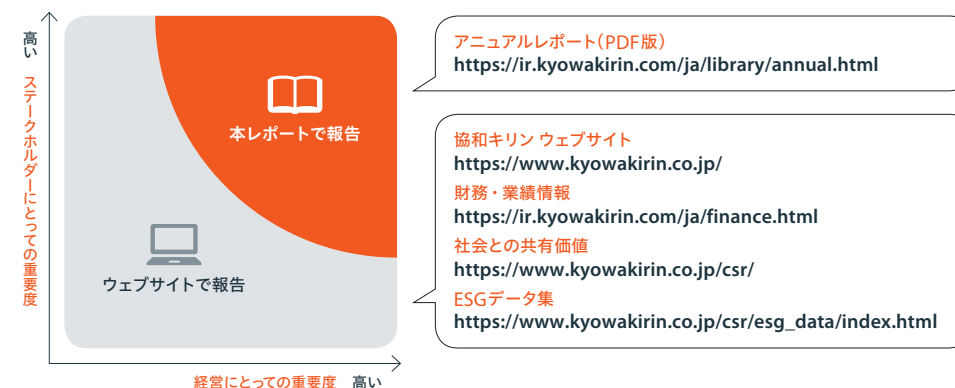 高い ステークホルダーにとっての重要度
本レポートで報告
ウェブサイトで報告
経営にとっての重要度 高い
アニュアルレポート(PDF版)
https://ir.kyowakirin.com/ja/library/annual.html
協和キリン ウェブサイト
https://www.kyowakirin.co.jp/
財務・業績情報
https://ir.kyowakirin.com/ja/finance.html
社会との共有価値
https://www.kyowakirin.co.jp/csr/
ESGデータ集
https://www.kyowakirin.co.jp/csr/esg_data/index.html